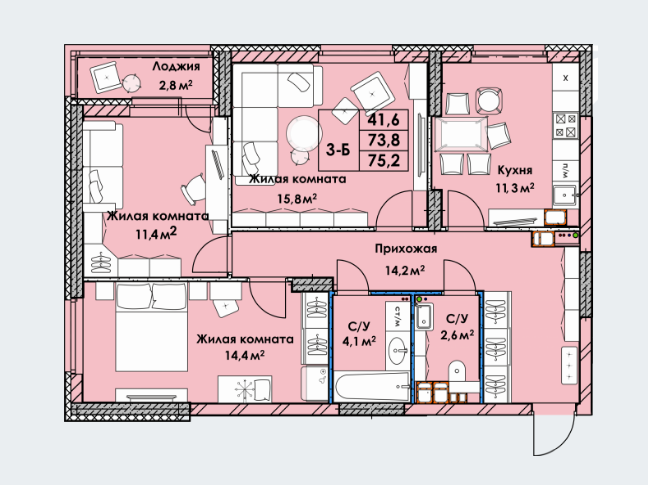 Лоджия
2,8 м²
41,6
73,8
75,2
3-Б
Жилая комната
15,8 м²
X
м/п
Кухня
11,3 м²
Жилая комната
11,4 м²
Прихожая
14,2 м²
Жилая комната
14,4 м²
С/У
4,1 м²
ст/м
С/У
2,6 м²